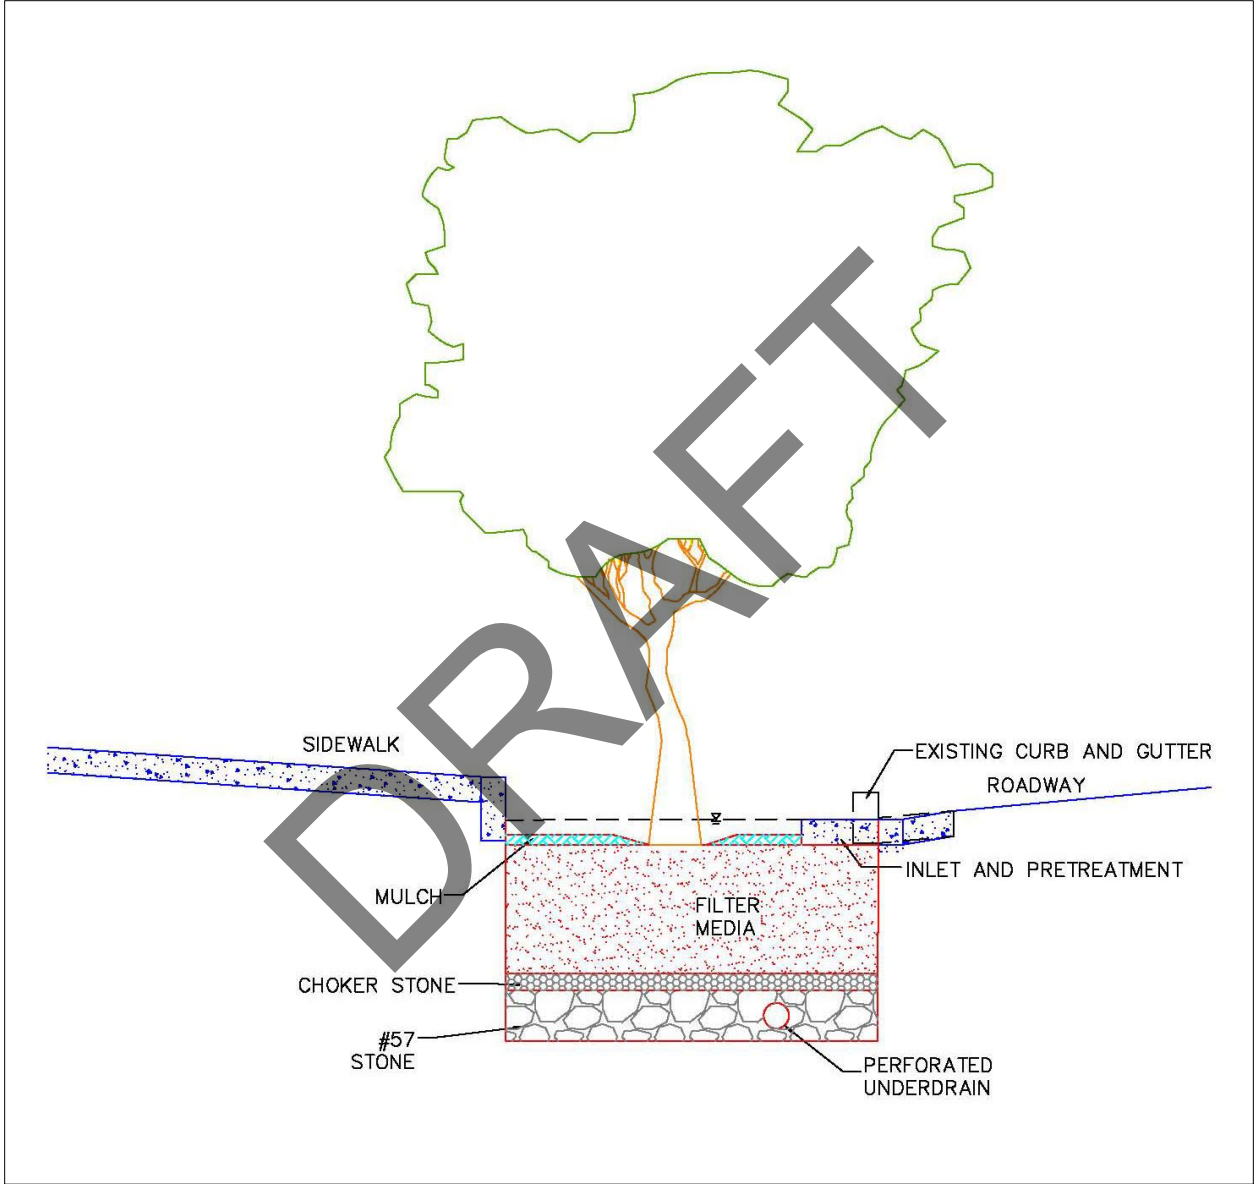 DRAFT
SIDEWALK
EXISTING CURB AND GUTTER
ROADWAY
INLET AND PRETREATMENT
MULCH
FILTER
MEDIA
CHOKER STONE
#57
STONE
PERFORATED
UNDERDRAIN